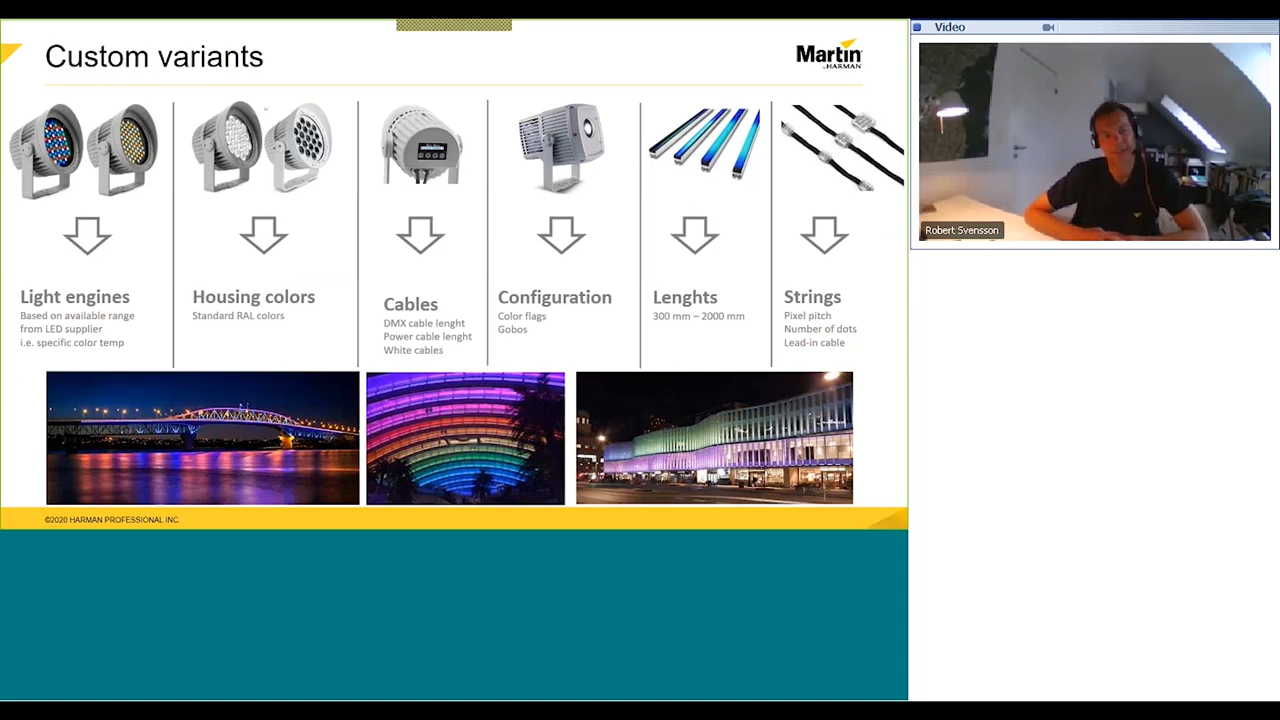 Custom variants
Martin
by HARMAN
Light engines
Based on available range
from LED supplier
i.e. specific color temp
Housing colors
Standard RAL colors
Cables
DMX cable lenght
Power cable lenght
White cables
Configuration
Color flags
Gobos
Lenghts
300 mm – 2000 mm
Strings
Pixel pitch
Number of dots
Lead-in cable
©2020 HARMAN PROFESSIONAL INC.
Video
Robert Svensson